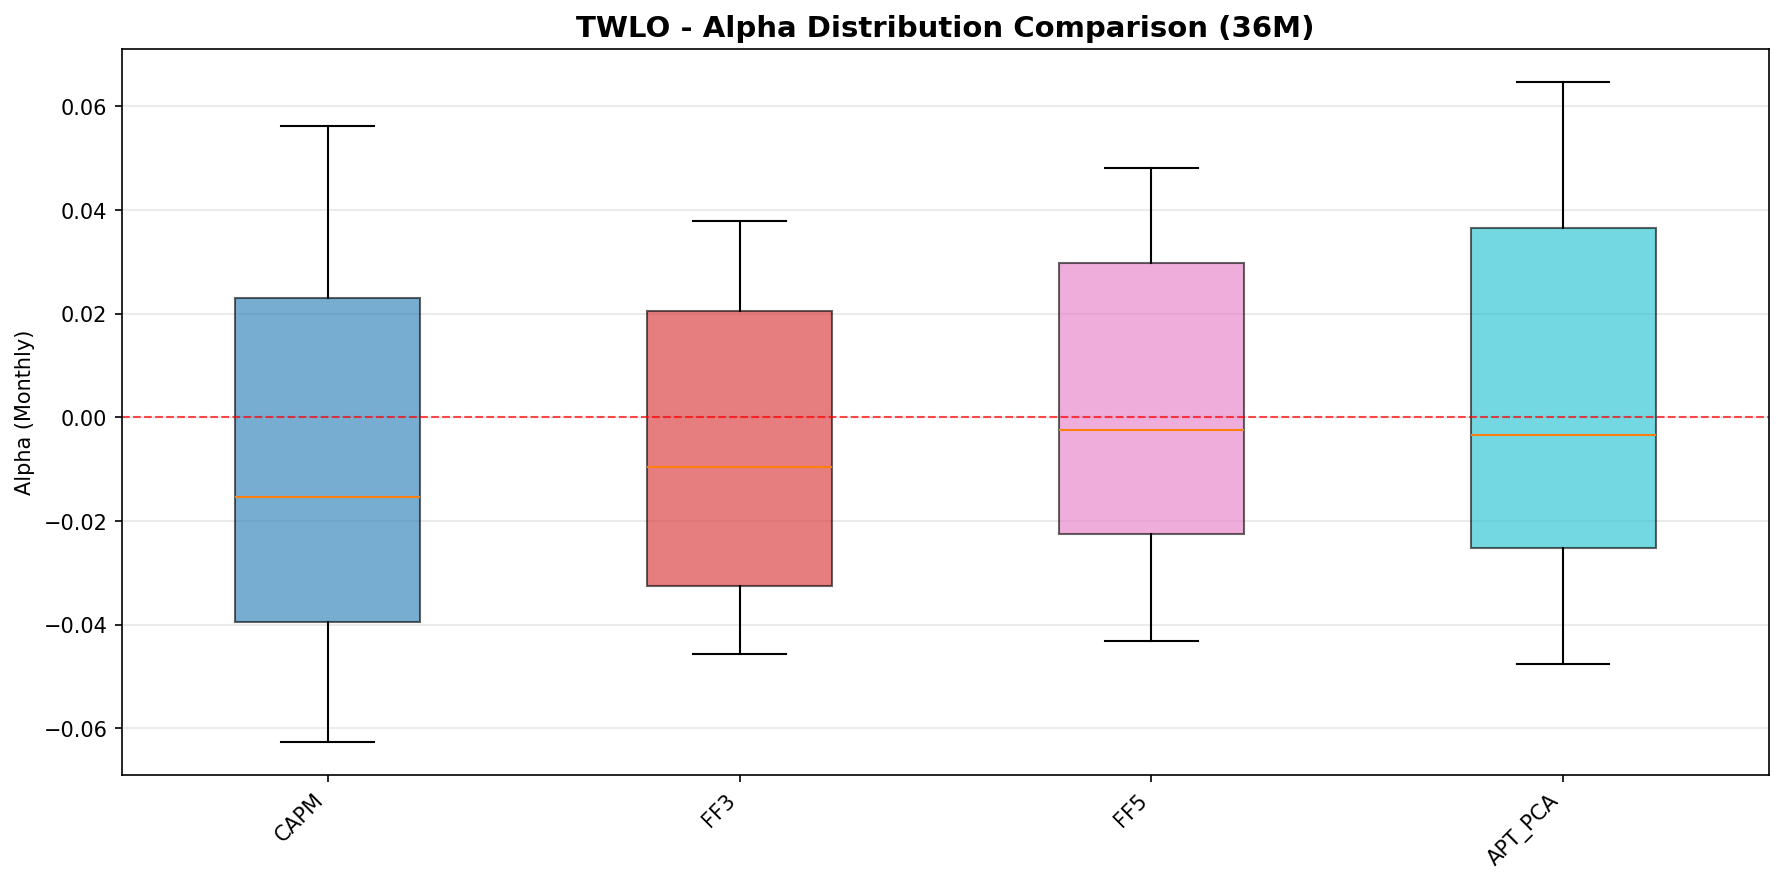 TWLO - Alpha Distribution Comparison (36M)
Alpha (Monthly)
0.06
0.04
0.02
0.00
−0.02
−0.04
−0.06
CAPM
FF3
FF5
APT_PCA